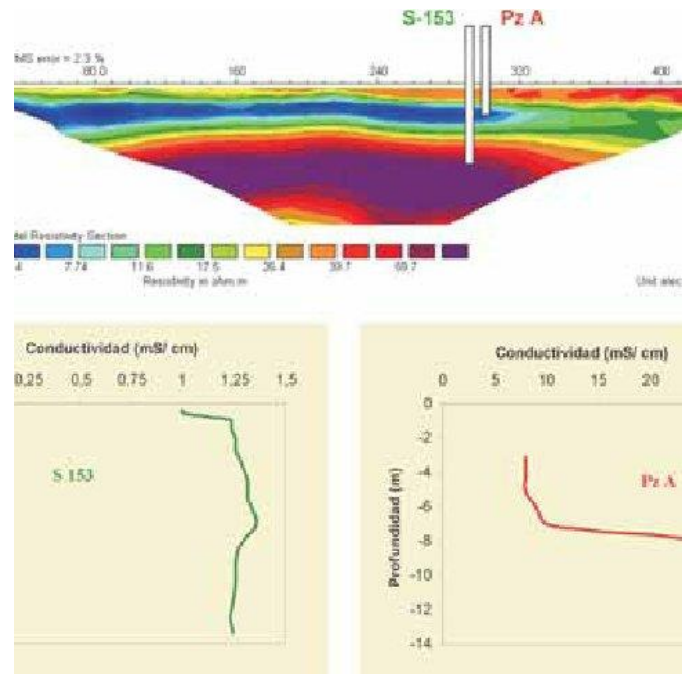 S-153 Pz A
RMS error = 2.3 %
80.0 160 240 320 400
del Resistivity Section
4 7.74 11.6 17.5 26.4 39.7 69.7
Resistivity in ohm.m
Unit elec
Conductividad (mS/ cm)
0,25 0,5 0,75 1 1,25 1,5
S 153
Conductividad (mS/ cm)
0 5 10 15 20
0
-2
-4
-6
-8
-10
-12
-14
Profundidad (m)
Pz A